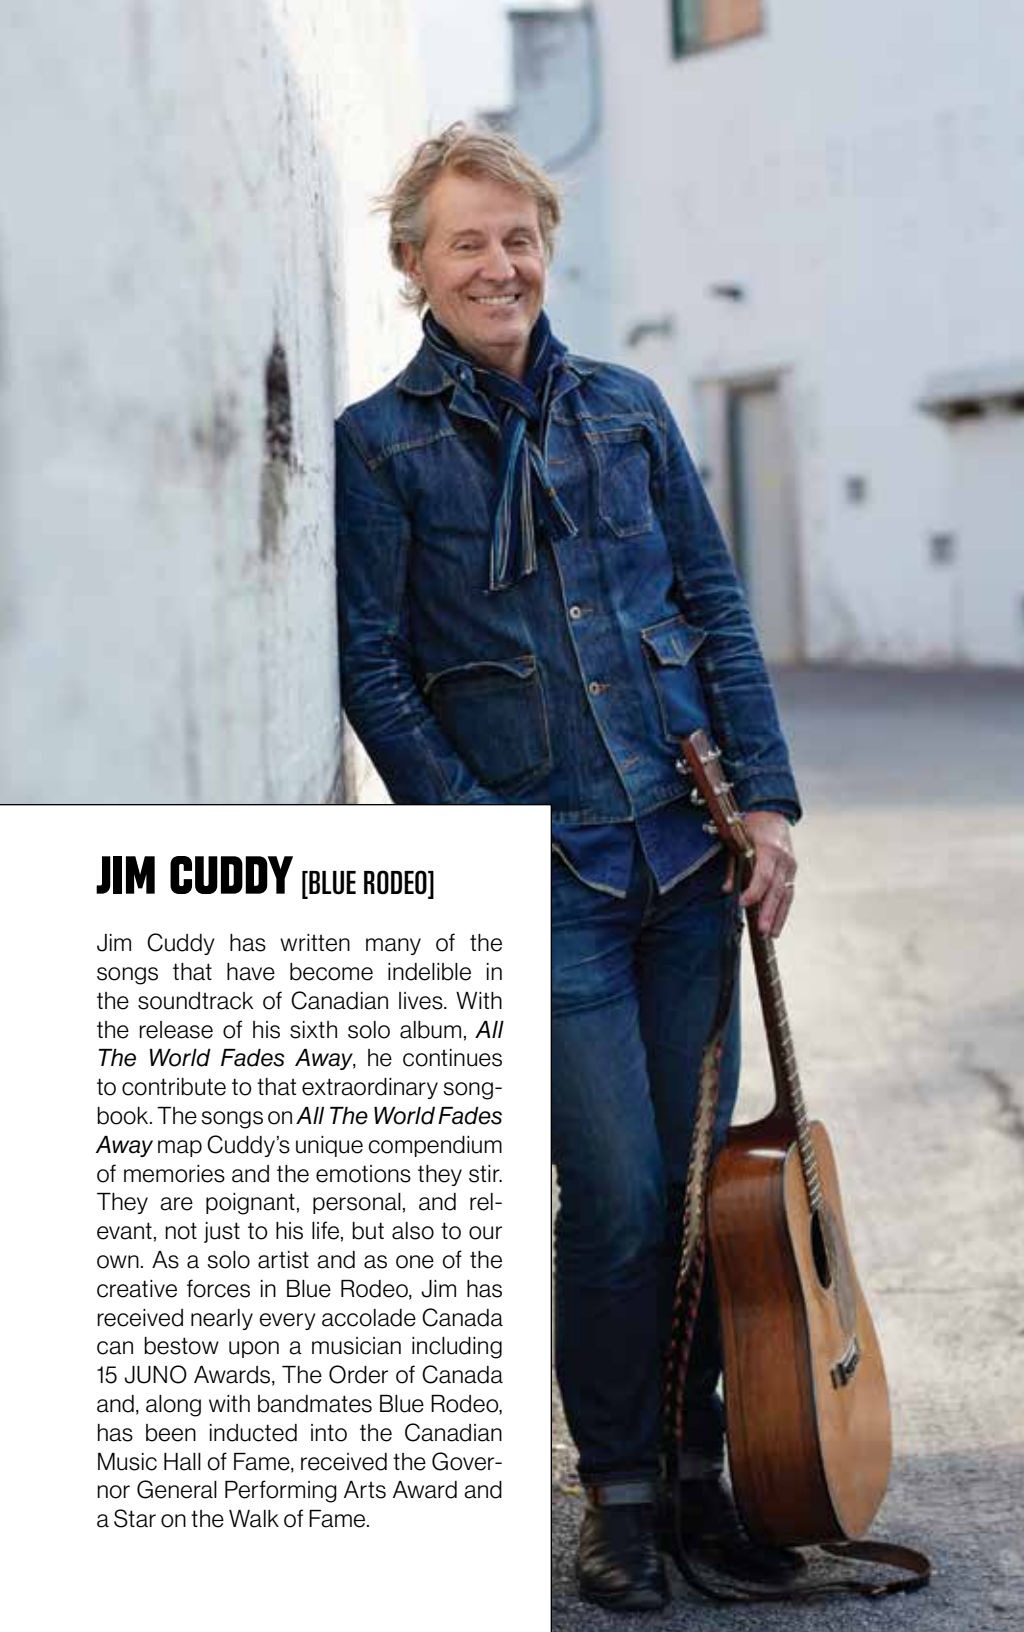 JIM CUDDY [BLUE RODEO]
Jim Cuddy has written many of the
songs that have become indelible in
the soundtrack of Canadian lives. With
the release of his sixth solo album, All
The World Fades Away, he continues
to contribute to that extraordinary song-
book. The songs on All The World Fades
Away map Cuddy's unique compendium
of memories and the emotions they stir.
They are poignant, personal, and rel-
evant, not just to his life, but also to our
own. As a solo artist and as one of the
creative forces in Blue Rodeo, Jim has
received nearly every accolade Canada
can bestow upon a musician including
15 JUNO Awards, The Order of Canada
and, along with bandmates Blue Rodeo,
has been inducted into the Canadian
Music Hall of Fame, received the Gover-
nor General Performing Arts Award and
a Star on the Walk of Fame.